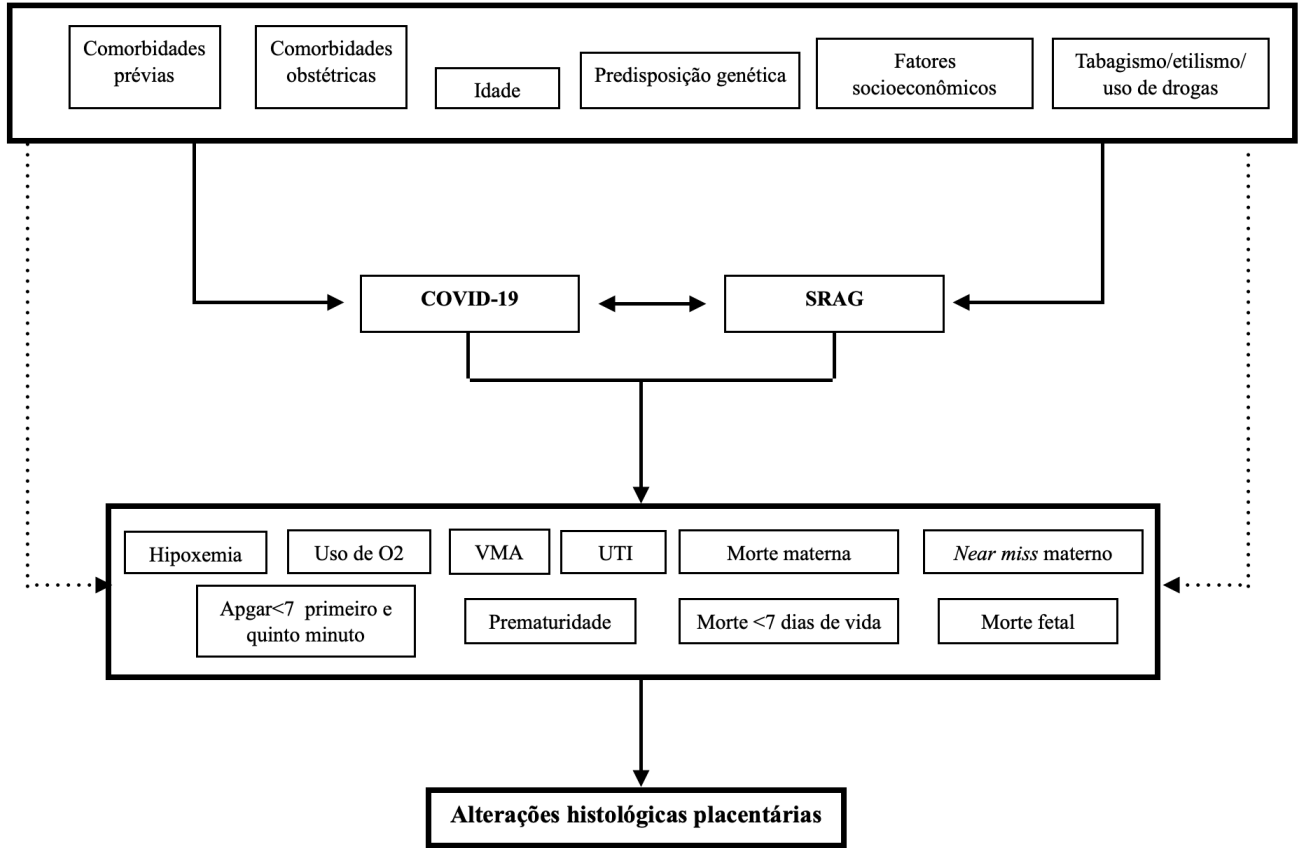 Comorbidades
prévias
Comorbidades
obstétricas
Idade
Predisposição genética
Fatores
socioeconômicos
Tabagismo/etilismo/
uso de drogas
COVID-19
SRAG
Hipoxemia
Uso de O2
VMA
UTI
Morte materna
Near miss materno
Apgar<7 primeiro e
quinto minuto
Prematuridade
Morte <7 dias de vida
Morte fetal
Alterações histológicas placentárias